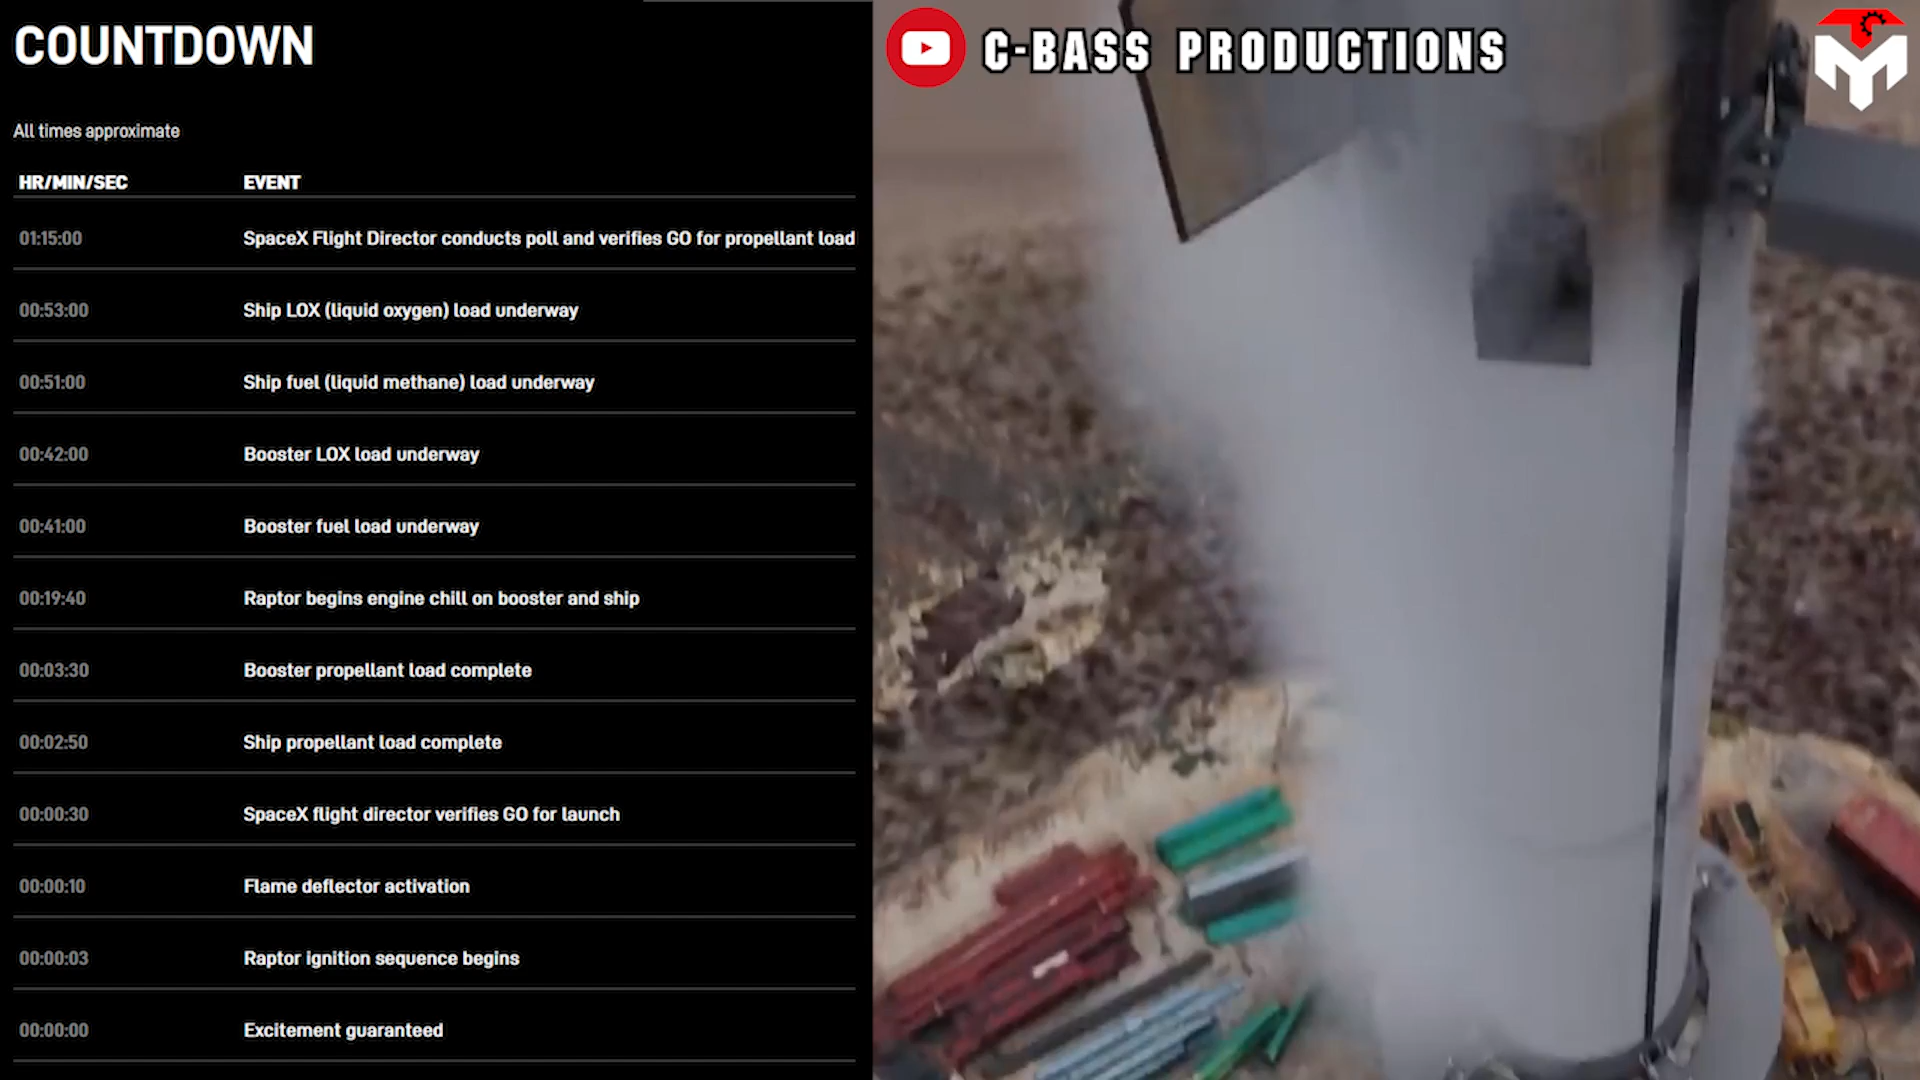 COUNTDOWN
C-BASS PRODUCTIONS
All times approximate
HR/MIN/SEC EVENT
01:15:00 SpaceX Flight Director conducts poll and verifies GO for propellant load
00:53:00 Ship LOX (liquid oxygen) load underway
00:51:00 Ship fuel (liquid methane) load underway
00:42:00 Booster LOX load underway
00:41:00 Booster fuel load underway
00:19:40 Raptor begins engine chill on booster and ship
00:03:30 Booster propellant load complete
00:02:50 Ship propellant load complete
00:00:30 SpaceX flight director verifies GO for launch
00:00:10 Flame deflector activation
00:00:03 Raptor ignition sequence begins
00:00:00 Excitement guaranteed